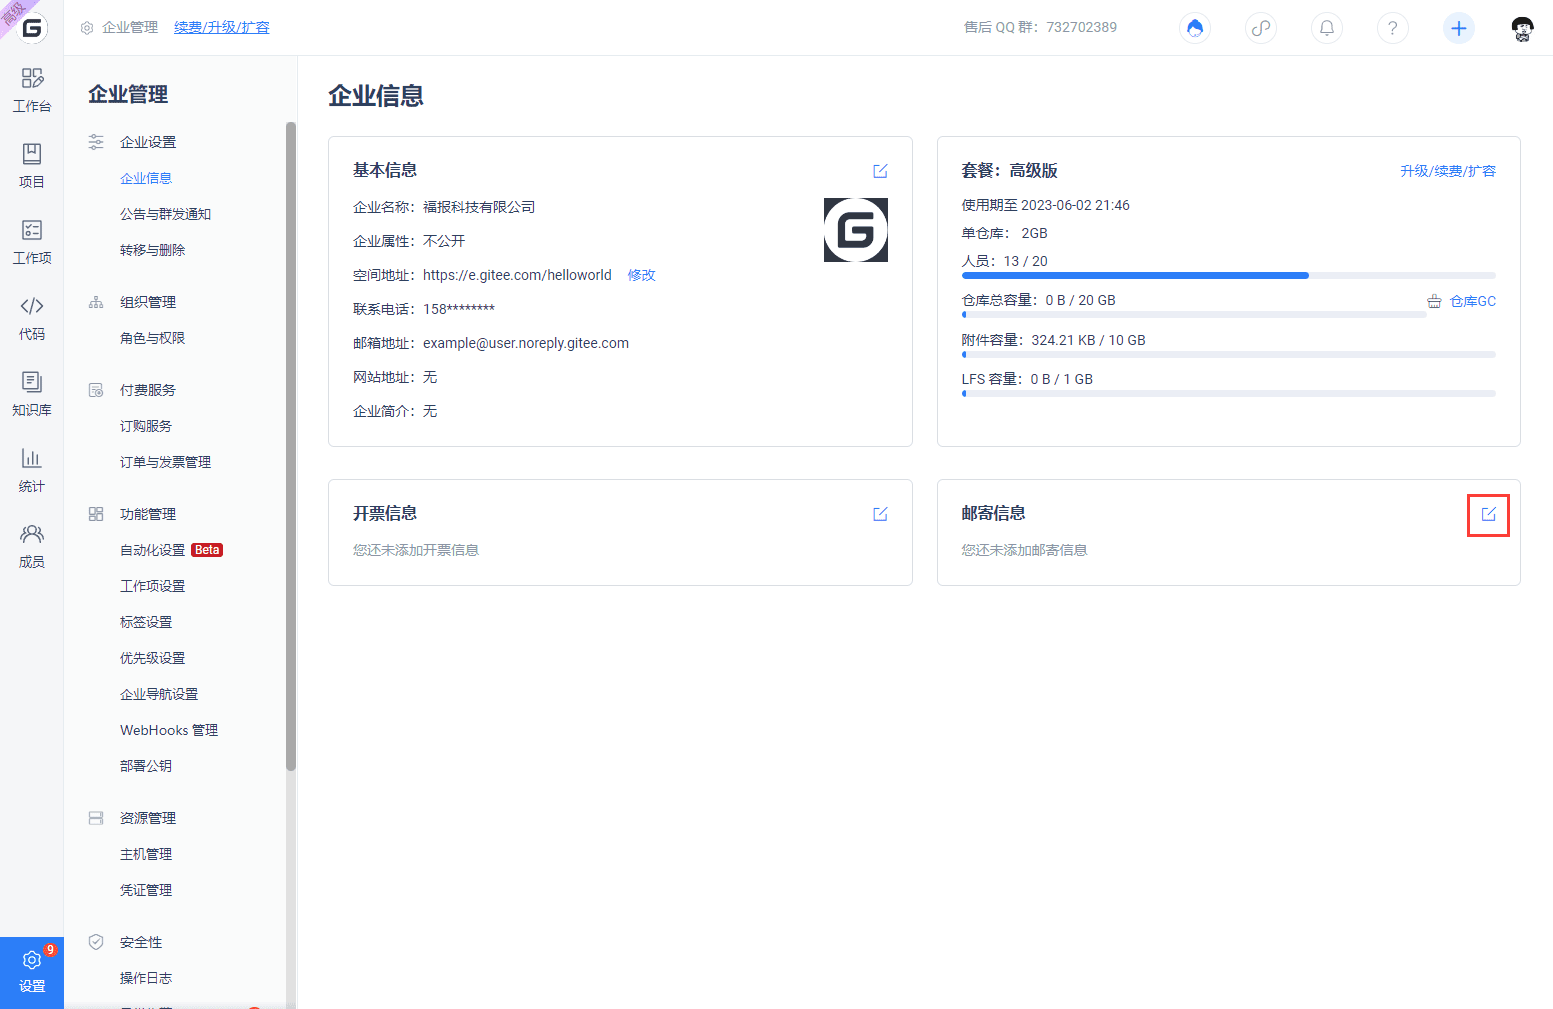 高级
企业管理 续费/升级/扩容
售后 QQ 群：732702389
工作台
项目
工作项
代码
知识库
统计
成员
9
设置
企业管理
企业设置
企业信息
公告与群发通知
转移与删除
组织管理
角色与权限
付费服务
订购服务
订单与发票管理
功能管理
自动化设置 Beta
工作项设置
标签设置
优先级设置
企业导航设置
WebHooks 管理
部署公钥
资源管理
主机管理
凭证管理
安全性
操作日志
企业信息
基本信息
企业名称：福报科技有限公司
企业属性：不公开
空间地址：https://e.gitee.com/helloworld 修改
联系电话：158********
邮箱地址：example@user.noreply.gitee.com
网站地址：无
企业简介：无
套餐：高级版 升级/续费/扩容
使用期至 2023-06-02 21:46
单仓库： 2GB
人员：13 / 20
仓库总容量：0 B / 20 GB 仓库GC
附件容量：324.21 KB / 10 GB
LFS 容量：0 B / 1 GB
开票信息
您还未添加开票信息
邮寄信息
您还未添加邮寄信息